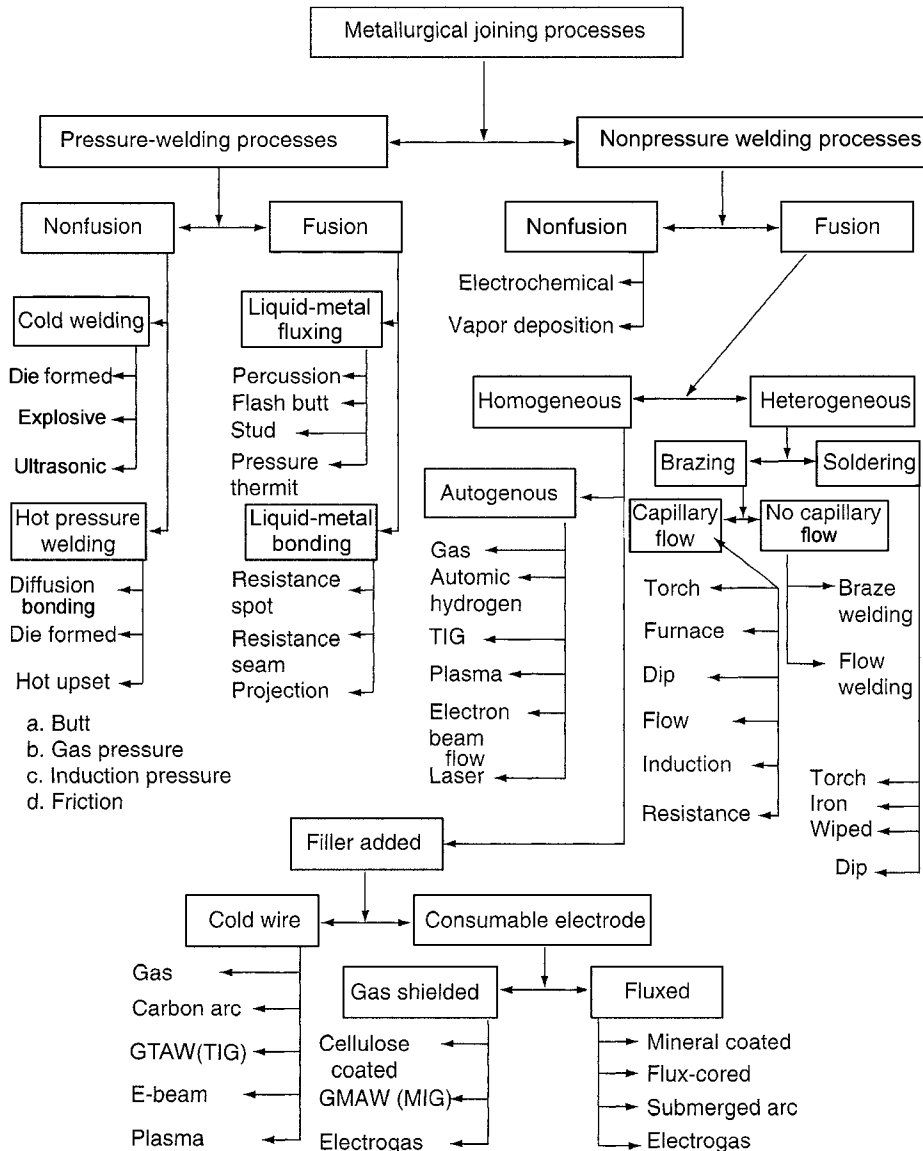 Metallurgical joining processes
Pressure-welding processes
Nonpressure welding processes
Nonfusion
Fusion
Nonfusion
Fusion
Electrochemical
Vapor deposition
Cold welding
Die formed
Explosive
Ultrasonic
Liquid-metal
fluxing
Percussion
Flash butt
Stud
Pressure
thermit
Hot pressure
welding
Diffusion
bonding
Die formed
Hot upset
a. Butt
b. Gas pressure
c. Induction pressure
d. Friction
Liquid-metal
bonding
Resistance
spot
Resistance
seam
Projection
Homogeneous
Heterogeneous
Autogenous
Gas
Automic
hydrogen
TIG
Plasma
Electron
beam
flow
Laser
Brazing
Soldering
Capillary
flow
No capillary
flow
Torch
Furnace
Dip
Flow
Induction
Resistance
Braze
welding
Flow
welding
Torch
Iron
Wiped
Dip
Filler added
Cold wire
Consumable electrode
Gas
Carbon arc
GTAW(TIG)
E-beam
Plasma
Gas shielded
Fluxed
Cellulose
coated
GMAW (MIG)
Electrogas
Mineral coated
Flux-cored
Submerged arc
Electrogas